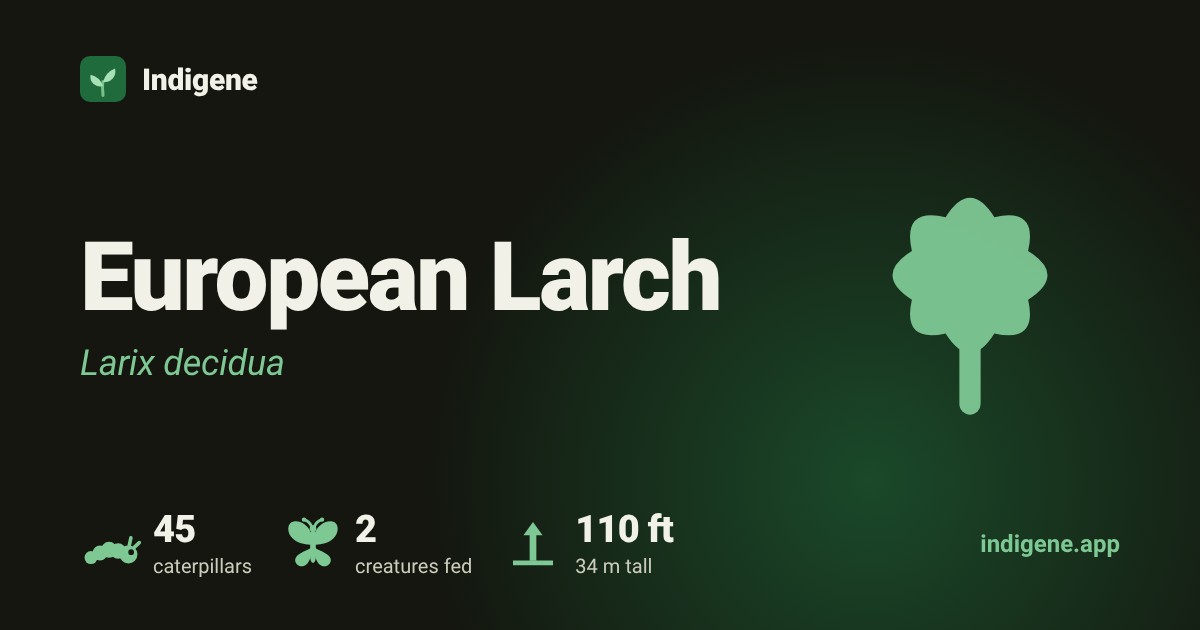 Indigene
European Larch
Larix decidua
45
caterpillars
2
creatures fed
110 ft
34 m tall
indigene.app